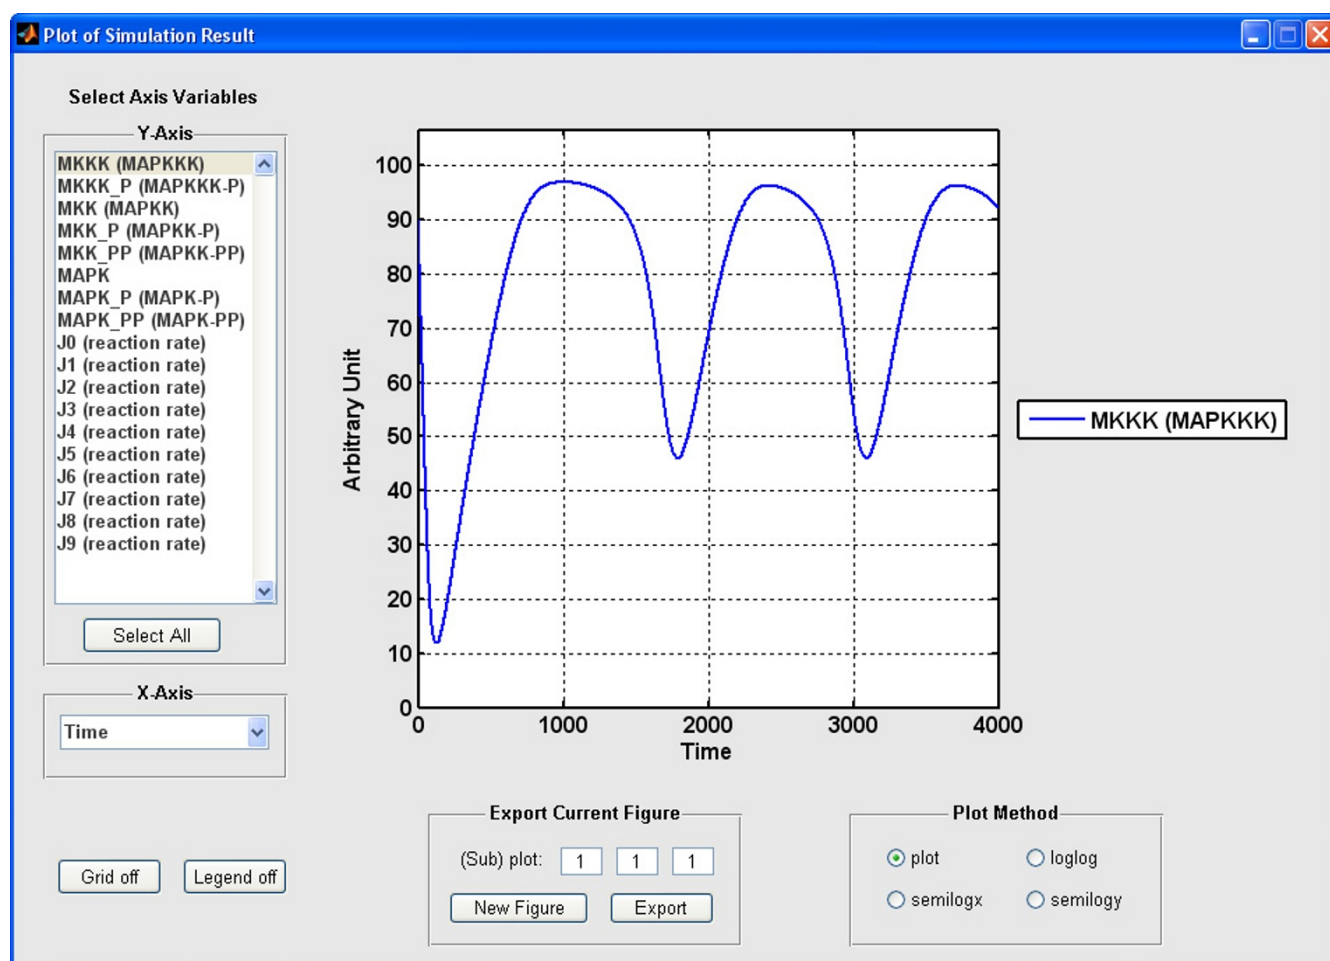 Plot of Simulation Result
Select Axis Variables
Y-Axis
MKKK (MAPKKK)
MKKK_P (MAPKKK-P)
MKK (MAPKK)
MKK_P (MAPKK-P)
MKK_PP (MAPKK-PP)
MAPK
MAPK_P (MAPK-P)
MAPK_PP (MAPK-PP)
J0 (reaction rate)
J1 (reaction rate)
J2 (reaction rate)
J3 (reaction rate)
J4 (reaction rate)
J5 (reaction rate)
J6 (reaction rate)
J7 (reaction rate)
J8 (reaction rate)
J9 (reaction rate)
Select All
X-Axis
Time
Grid off
Legend off
Arbitrary Unit
100
90
80
70
60
50
40
30
20
10
0
0 1000 2000 3000 4000
Time
MKKK (MAPKKK)
Export Current Figure
(Sub) plot: 1 1 1
New Figure
Export
Plot Method
plot
loglog
semilogx
semilogy